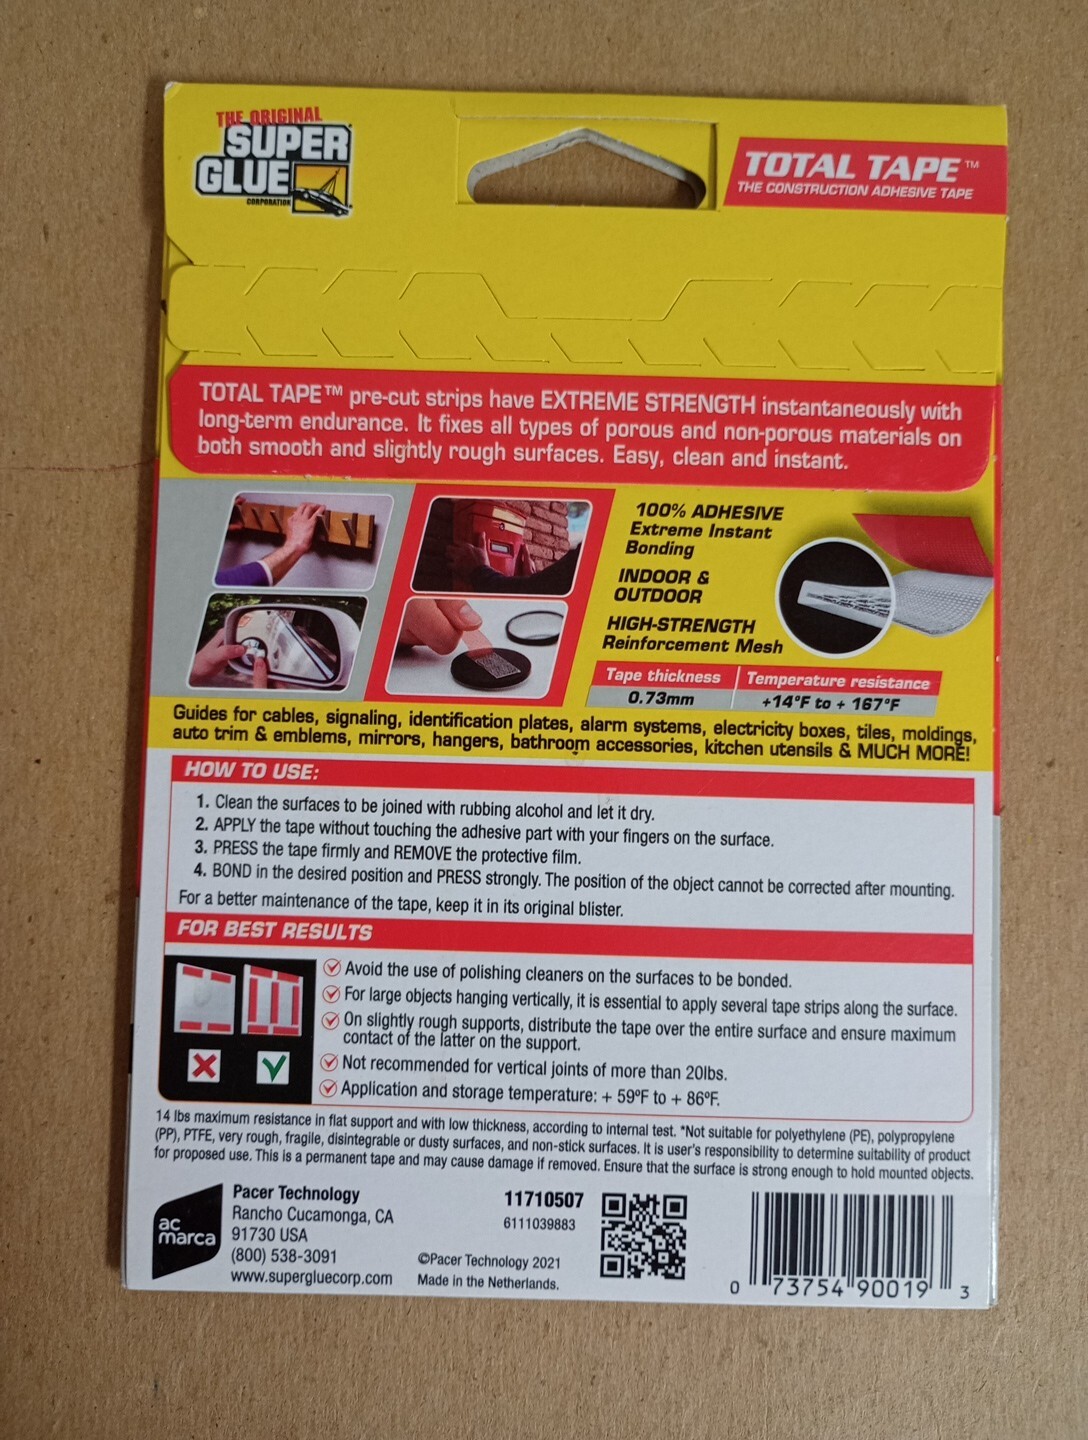 THE ORIGINAL
SUPER
GLUE
CORPORATION
TOTAL TAPE™
THE CONSTRUCTION ADHESIVE TAPE
TOTAL TAPE™ pre-cut strips have EXTREME STRENGTH instantaneously with
long-term endurance. It fixes all types of porous and non-porous materials on
both smooth and slightly rough surfaces. Easy, clean and instant.
100% ADHESIVE
Extreme Instant
Bonding
INDOOR &
OUTDOOR
HIGH-STRENGTH
Reinforcement Mesh
Tape thickness
Temperature resistance
0.73mm
+14ºF to + 167ºF
Guides for cables, signaling, identification plates, alarm systems, electricity boxes, tiles, moldings,
auto trim & emblems, mirrors, hangers, bathroom accessories, kitchen utensils & MUCH MORE!
HOW TO USE:
1. Clean the surfaces to be joined with rubbing alcohol and let it dry.
2. APPLY the tape without touching the adhesive part with your fingers on the surface.
3. PRESS the tape firmly and REMOVE the protective film.
4. BOND in the desired position and PRESS strongly. The position of the object cannot be corrected after mounting.
For a better maintenance of the tape, keep it in its original blister.
FOR BEST RESULTS
Avoid the use of polishing cleaners on the surfaces to be bonded.
For large objects hanging vertically, it is essential to apply several tape strips along the surface.
On slightly rough supports, distribute the tape over the entire surface and ensure maximum
contact of the latter on the support.
Not recommended for vertical joints of more than 20lbs.
Application and storage temperature: + 59ºF to + 86ºF.
14 lbs maximum resistance in flat support and with low thickness, according to internal test. *Not suitable for polyethylene (PE), polypropylene
(PP), PTFE, very rough, fragile, disintegrable or dusty surfaces, and non-stick surfaces. It is user's responsibility to determine suitability of product
for proposed use. This is a permanent tape and may cause damage if removed. Ensure that the surface is strong enough to hold mounted objects.
ac
marca
Pacer Technology
Rancho Cucamonga, CA
91730 USA
(800) 538-3091
www.supergluecorp.com
11710507
6111039883
©Pacer Technology 2021
Made in the Netherlands.
0 73754 90019 3